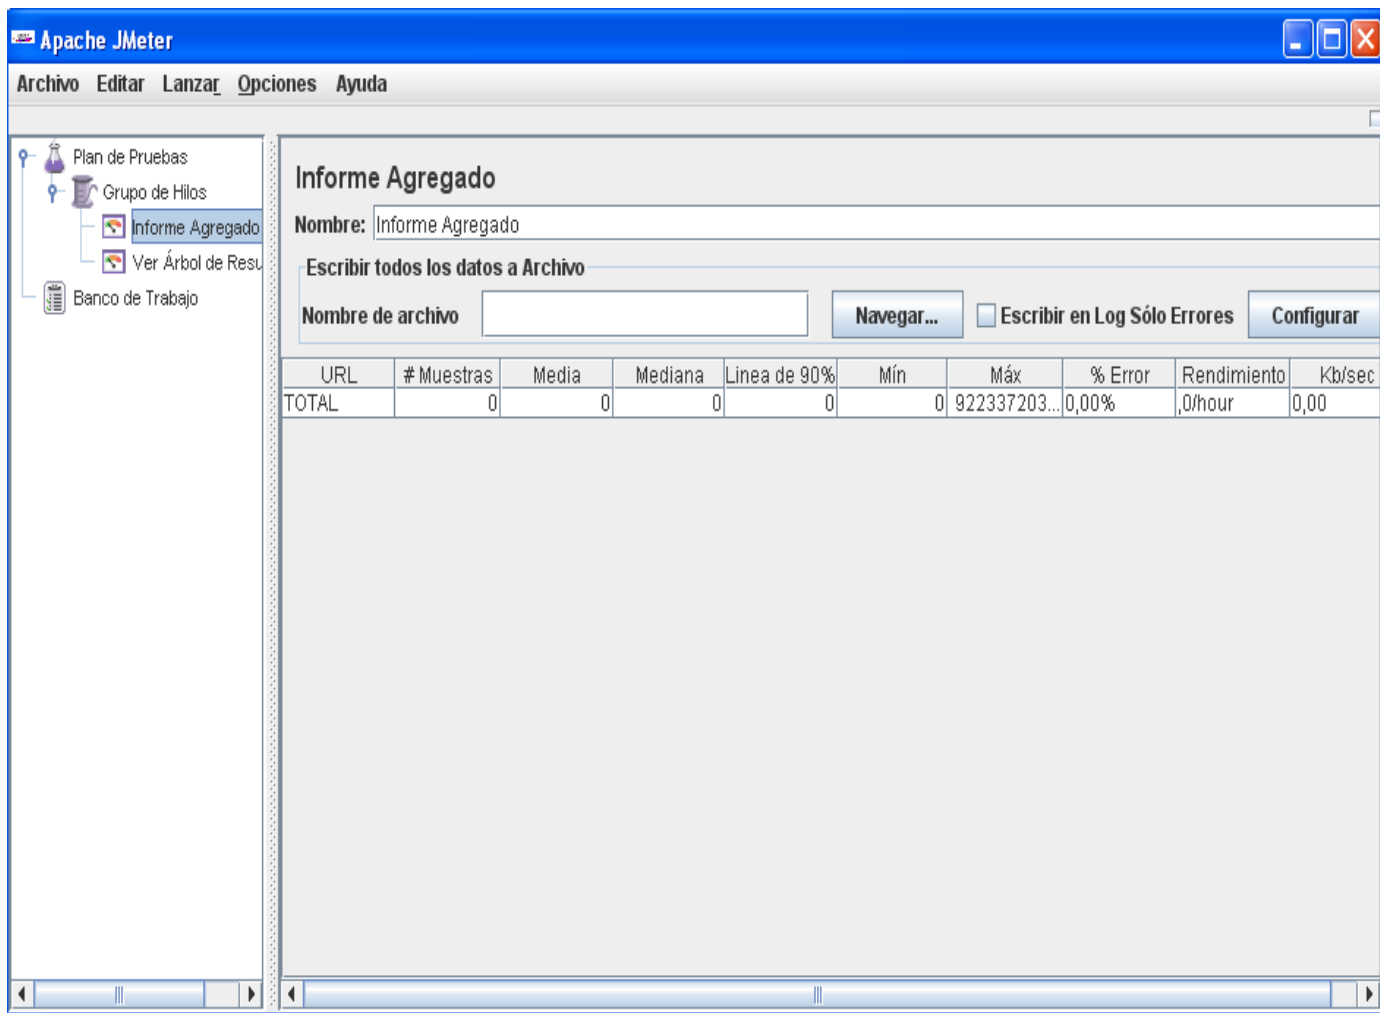 Apache JMeter
Archivo Editar Lanzar Opciones Ayuda
Plan de Pruebas
Grupo de Hilos
Informe Agregado
Ver Árbol de Resu
Banco de Trabajo
Informe Agregado
Nombre: Informe Agregado
Escribir todos los datos a Archivo
Nombre de archivo Navegar... Escribir en Log Sólo Errores Configurar
URL # Muestras Media Mediana Linea de 90% Mín Máx % Error Rendimiento Kb/sec
TOTAL 0 0 0 0 0 922337203... 0,00% ,0/hour 0,00